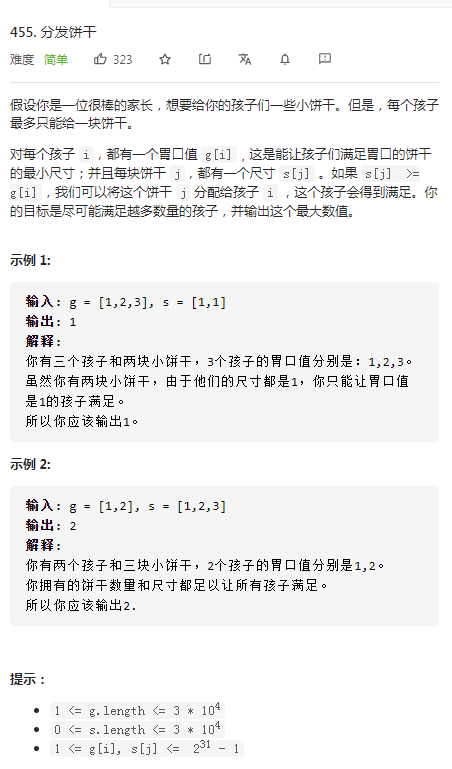 455. 分发饼干
难度 简单 323
假设你是一位很棒的家长，想要给你的孩子们一些小饼干。但是，每个孩子
最多只能给一块饼干。
对每个孩子 i，都有一个胃口值 g[i]，这是能让孩子们满足胃口的饼干
的最小尺寸；并且每块饼干 j，都有一个尺寸 s[j] 。如果 s[j] >=
g[i]，我们可以将这个饼干 j 分配给孩子 i ，这个孩子会得到满足。你
的目标是尽可能满足越多数量的孩子，并输出这个最大数值。
示例 1:
输入: g = [1,2,3], s = [1,1]
输出: 1
解释:
你有三个孩子和两块小饼干，3个孩子的胃口值分别是：1,2,3。
虽然你有两块小饼干，由于他们的尺寸都是1，你只能让胃口值
是1的孩子满足。
所以你应该输出1。
示例 2:
输入: g = [1,2], s = [1,2,3]
输出: 2
解释:
你有两个孩子和三块小饼干，2个孩子的胃口值分别是1,2。
你拥有的饼干数量和尺寸都足以让所有孩子满足。
所以你应该输出2.
提示：
1 <= g.length <= 3 * 10⁴
0 <= s.length <= 3 * 10⁴
1 <= g[i], s[j] <= 2³¹ - 1